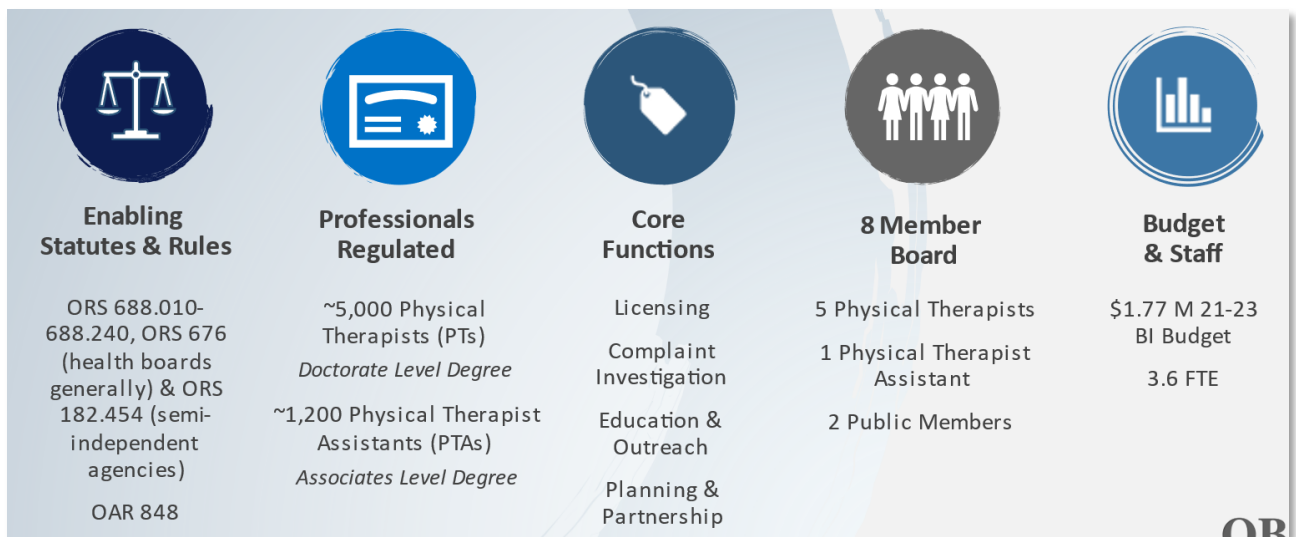 Enabling
Statutes & Rules
ORS 688.010-
688.240, ORS 676
(health boards
generally) & ORS
182.454 (semi-
independent
agencies)
OAR 848
Professionals
Regulated
~5,000 Physical
Therapists (PTs)
Doctorate Level Degree
~1,200 Physical Therapist
Assistants (PTAs)
Associates Level Degree
Core
Functions
Licensing
Complaint
Investigation
Education &
Outreach
Planning &
Partnership
8 Member
Board
5 Physical Therapists
1 Physical Therapist
Assistant
2 Public Members
Budget
& Staff
$1.77 M 21-23
BI Budget
3.6 FTE